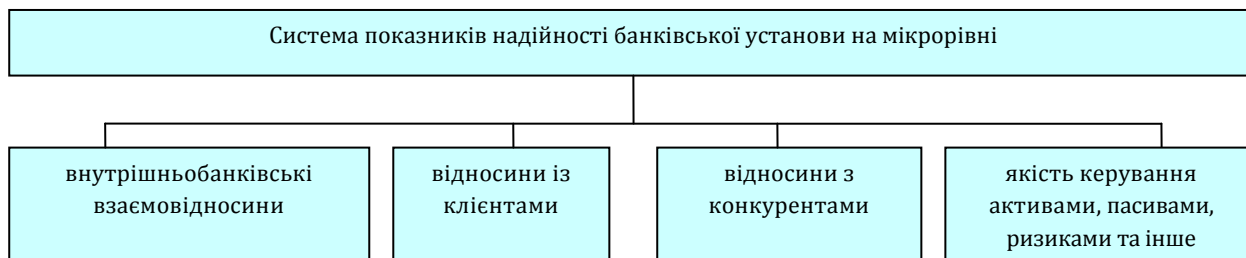 Система показників надійності банківської установи на мікрорівні
внутрішньобанківські
взаємовідносини
відносини із
клієнтами
відносини з
конкурентами
якість керування
активами, пасивами,
ризиками та інше